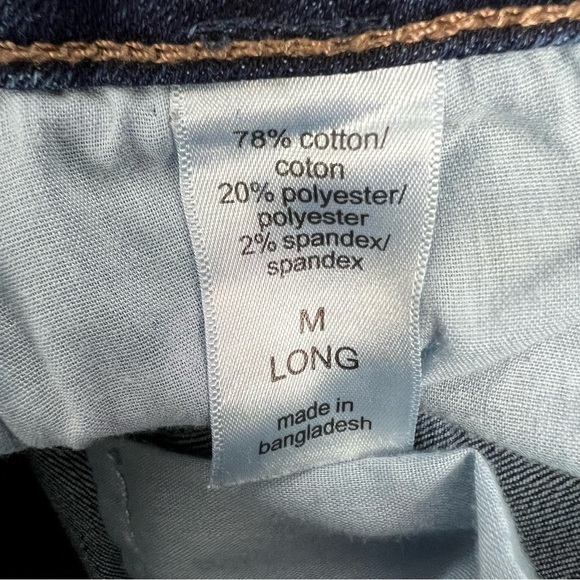 78% cotton/
coton
20% polyester/
polyester
2% spandex/
spandex
M
LONG
made in
bangladesh